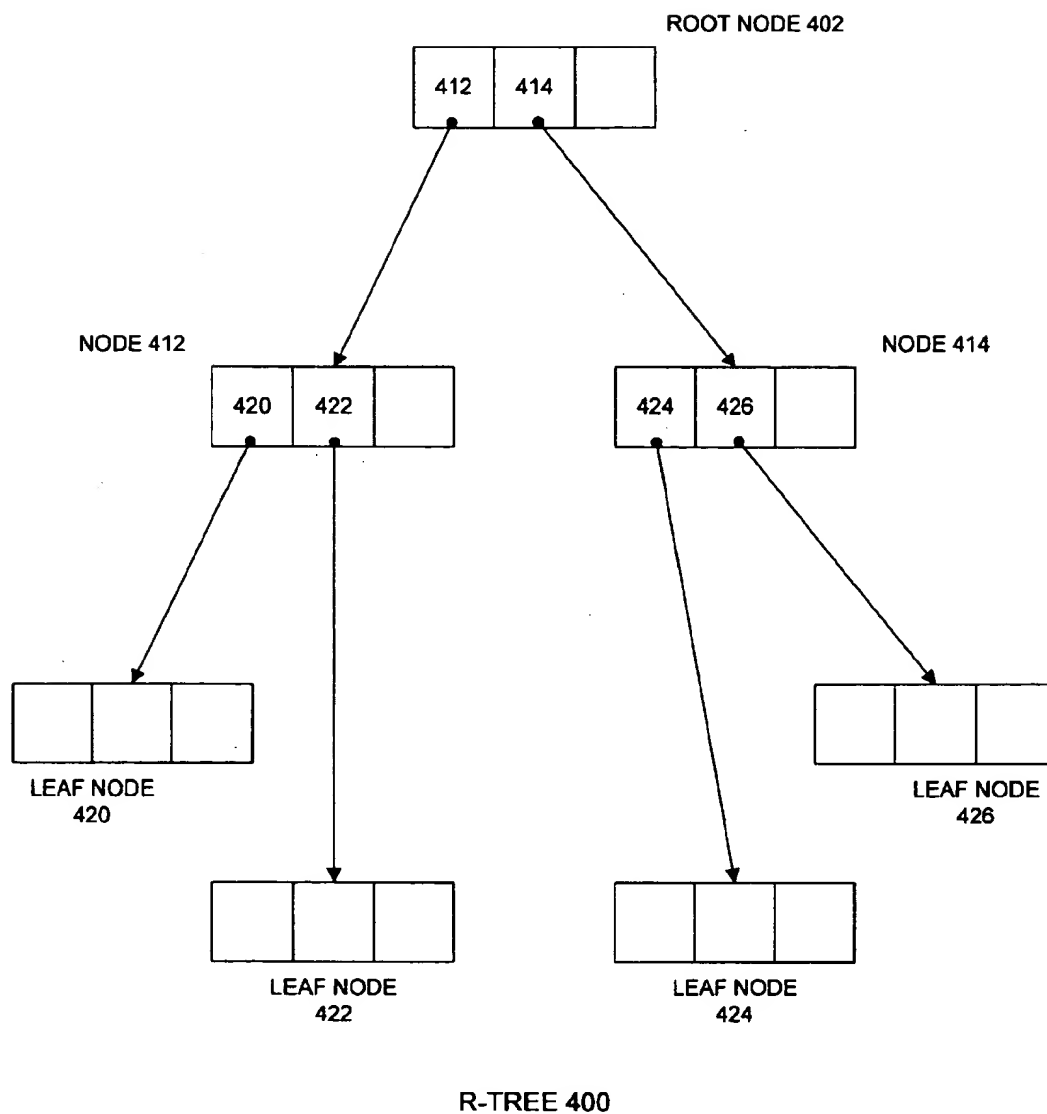 ROOT NODE 402
412 414
NODE 412
NODE 414
420 422
424 426
LEAF NODE
420
LEAF NODE
426
LEAF NODE
422
LEAF NODE
424
R-TREE 400